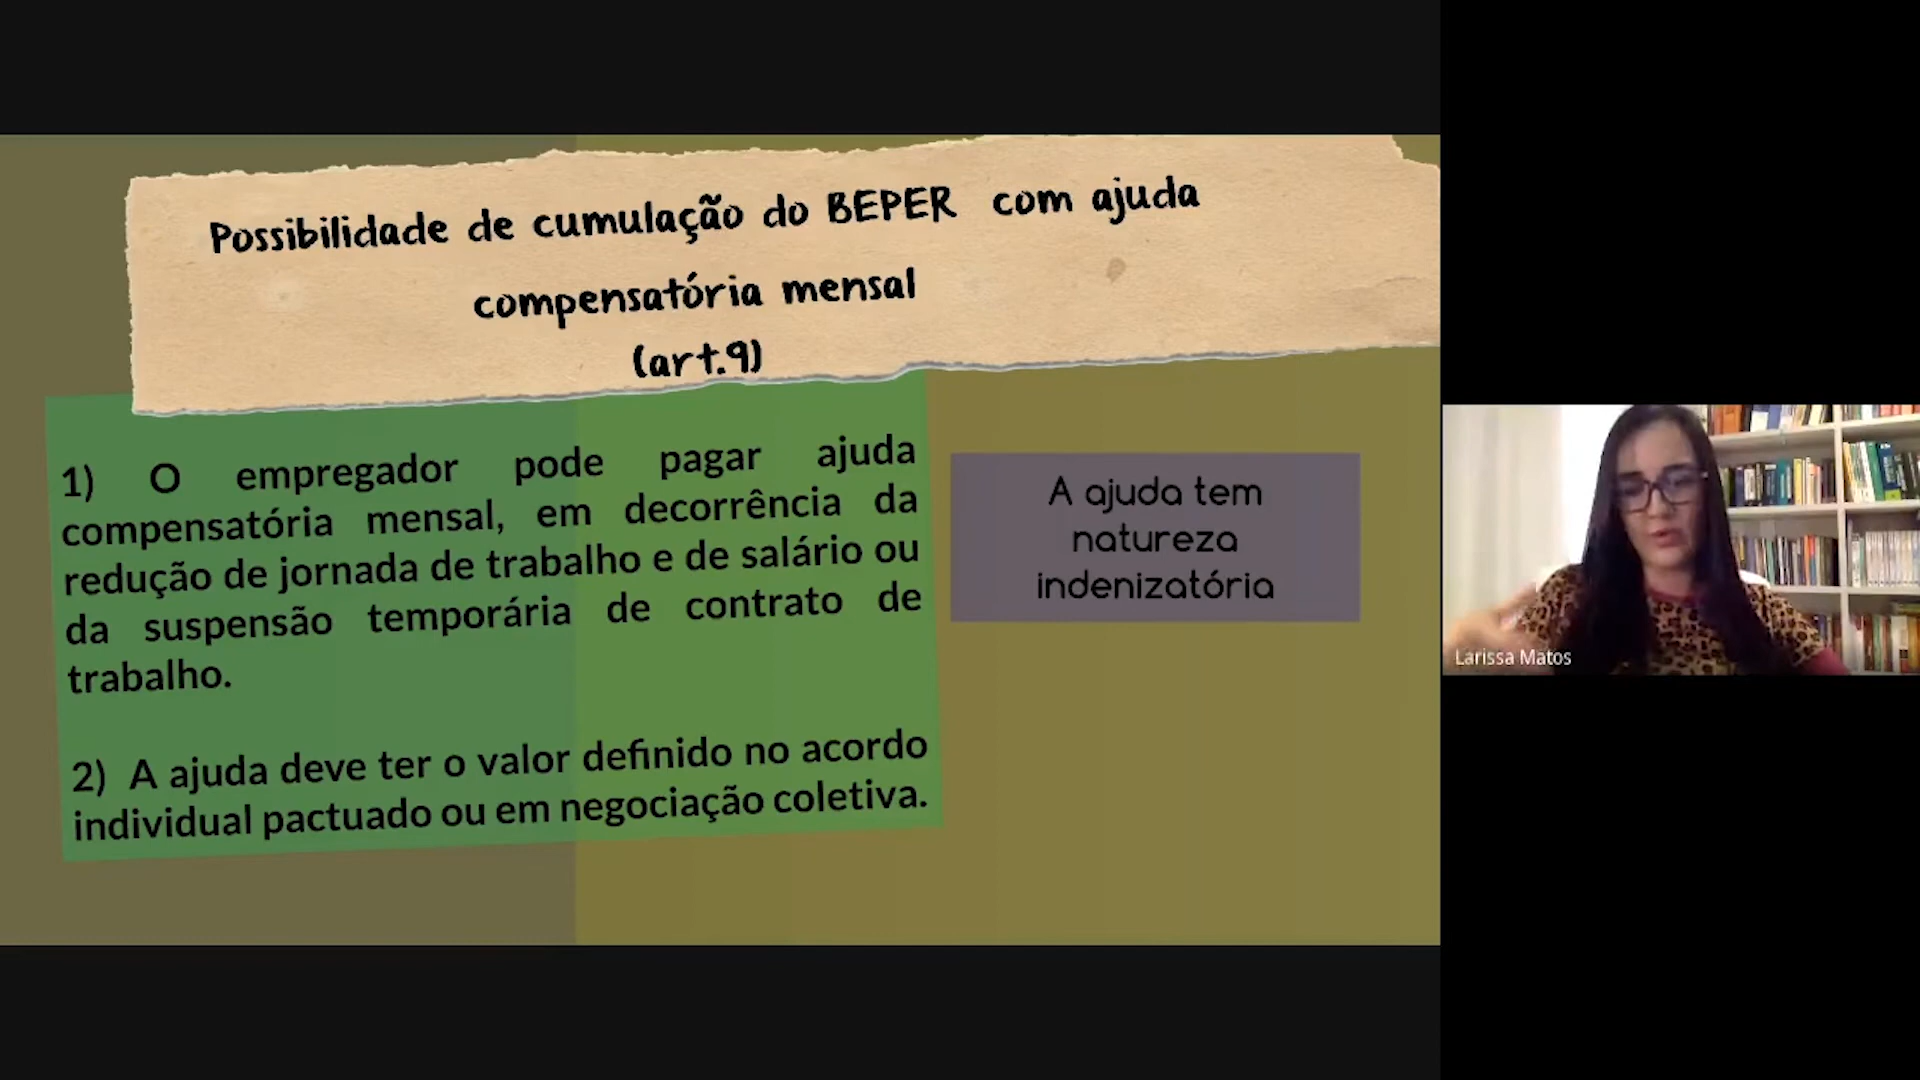 Possibilidade de cumulação do BEPER com ajuda
compensatória mensal
(art.9)
1) O empregador pode pagar ajuda
compensatória mensal, em decorrência da
redução de jornada de trabalho e de salário ou
da suspensão temporária de contrato de
trabalho.
2) A ajuda deve ter o valor definido no acordo
individual pactuado ou em negociação coletiva.
A ajuda tem
natureza
indenizatória
Larissa Matos